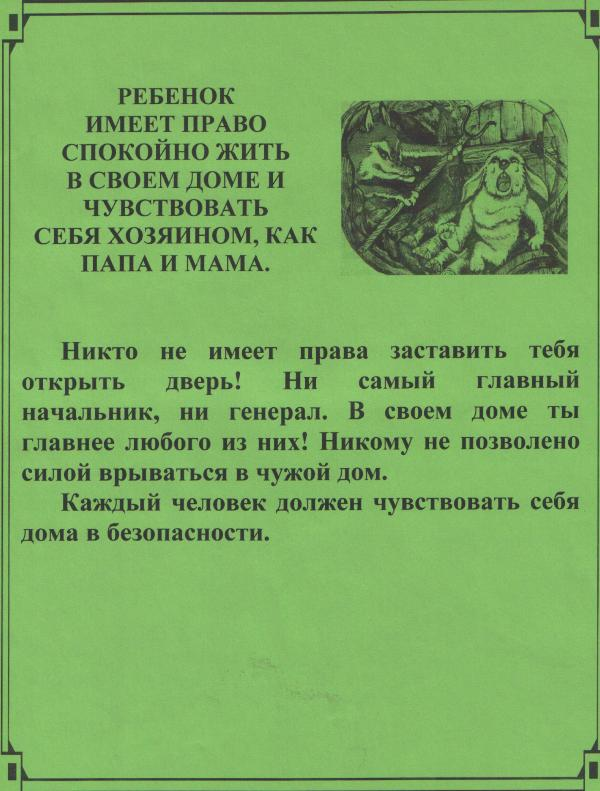 РЕБЕНОК
ИМЕЕТ ПРАВО
СПОКОЙНО ЖИТЬ
В СВОЕМ ДОМЕ И
ЧУВСТВОВАТЬ
СЕБЯ ХОЗЯИНОМ, КАК
ПАПА И МАМА.
Никто не имеет права заставить тебя
открыть дверь! Ни самый главный
начальник, ни генерал. В своем доме ты
главнее любого из них! Никому не позволено
силой врываться в чужой дом.
Каждый человек должен чувствовать себя
дома в безопасности.